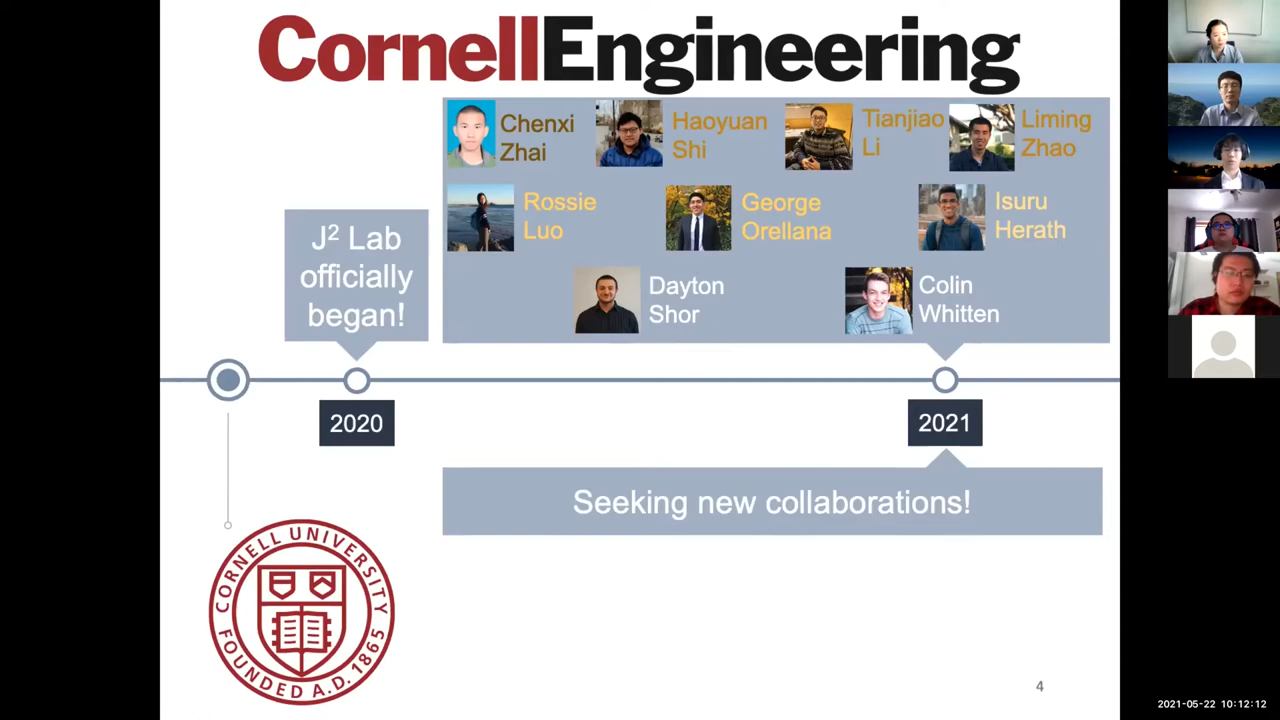 CornellEngineering
Chenxi
Zhai
Haoyuan
Shi
Tianjiao
Li
Liming
Zhao
Rossie
Luo
George
Orellana
Isuru
Herath
Dayton
Shor
Colin
Whitten
J² Lab
officially
began!
2020
2021
Seeking new collaborations!
CORNELL UNIVERSITY
FOUNDED A.D. 1865
4
2021-05-22 10:12:12